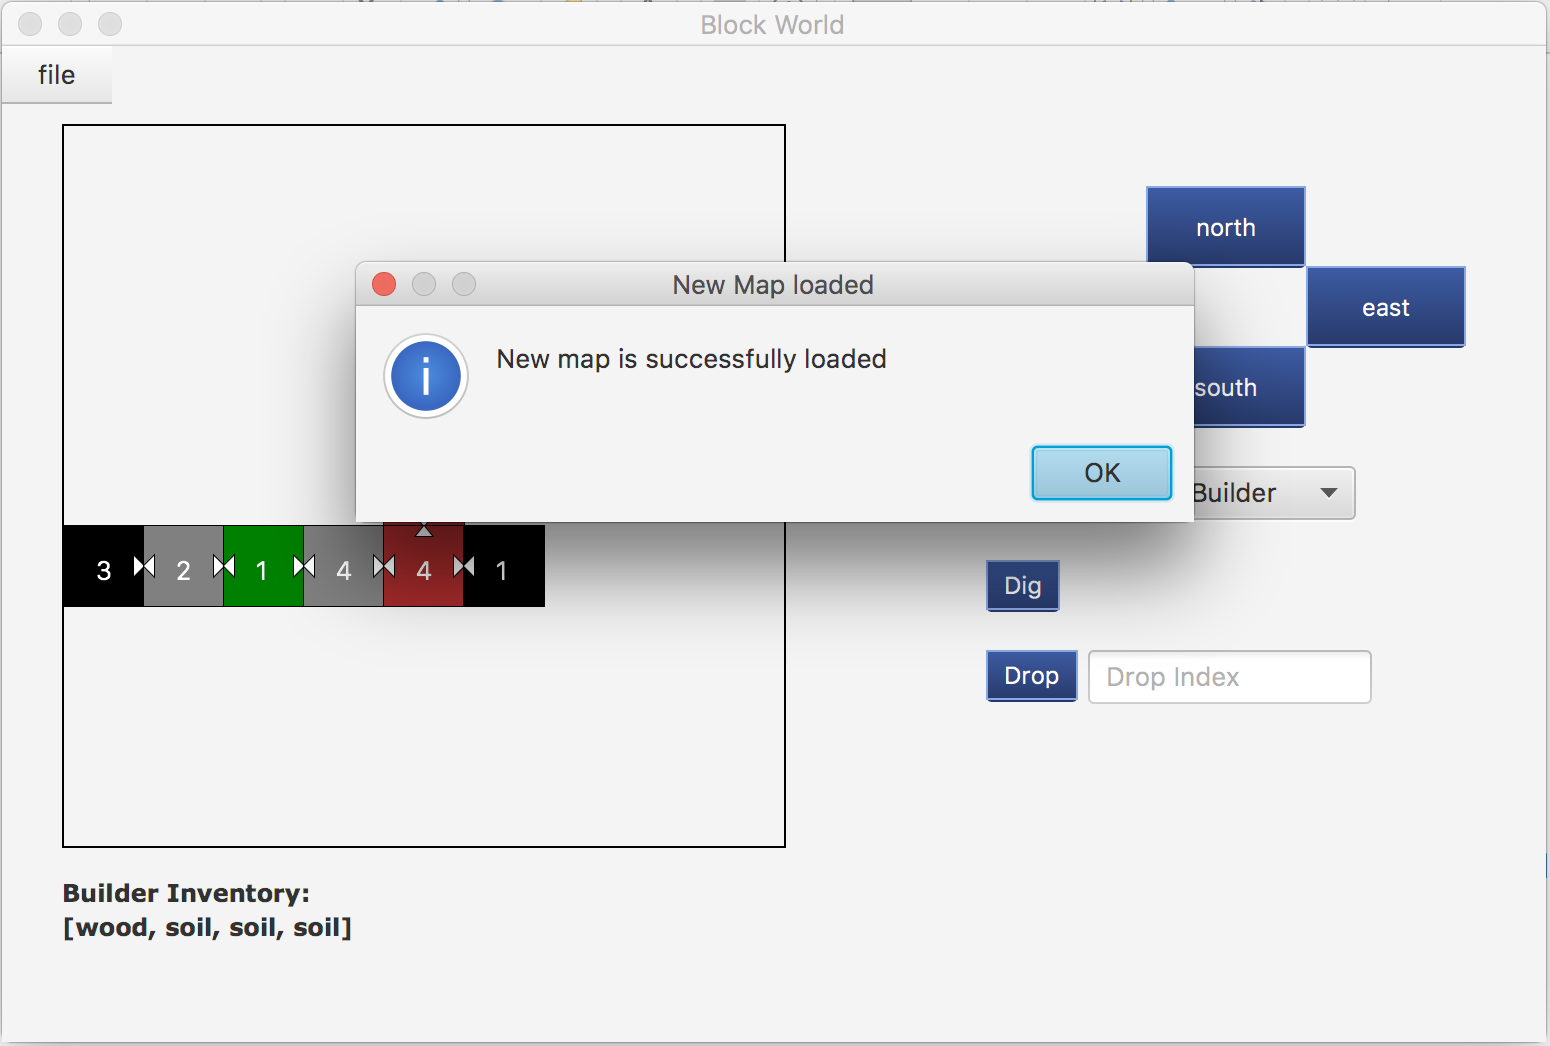 Block World
file
north
New Map loaded
east
New map is successfully loaded
south
OK
Builder
3 2 1 4 4 1
Dig
Drop Drop Index
Builder Inventory:
[wood, soil, soil, soil]